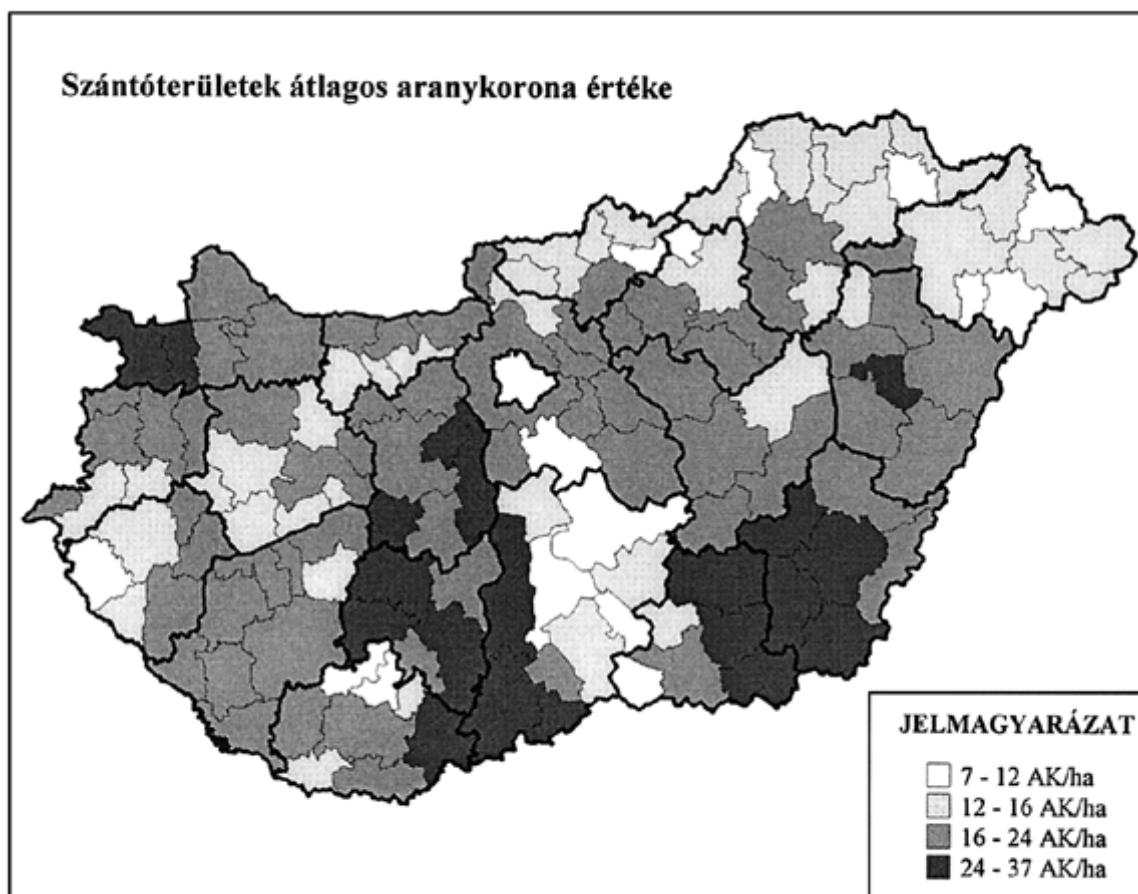 Szántóterületek átlagos aranykorona értéke
JELMAGYARÁZAT
7 - 12 AK/ha
12 - 16 AK/ha
16 - 24 AK/ha
24 - 37 AK/ha